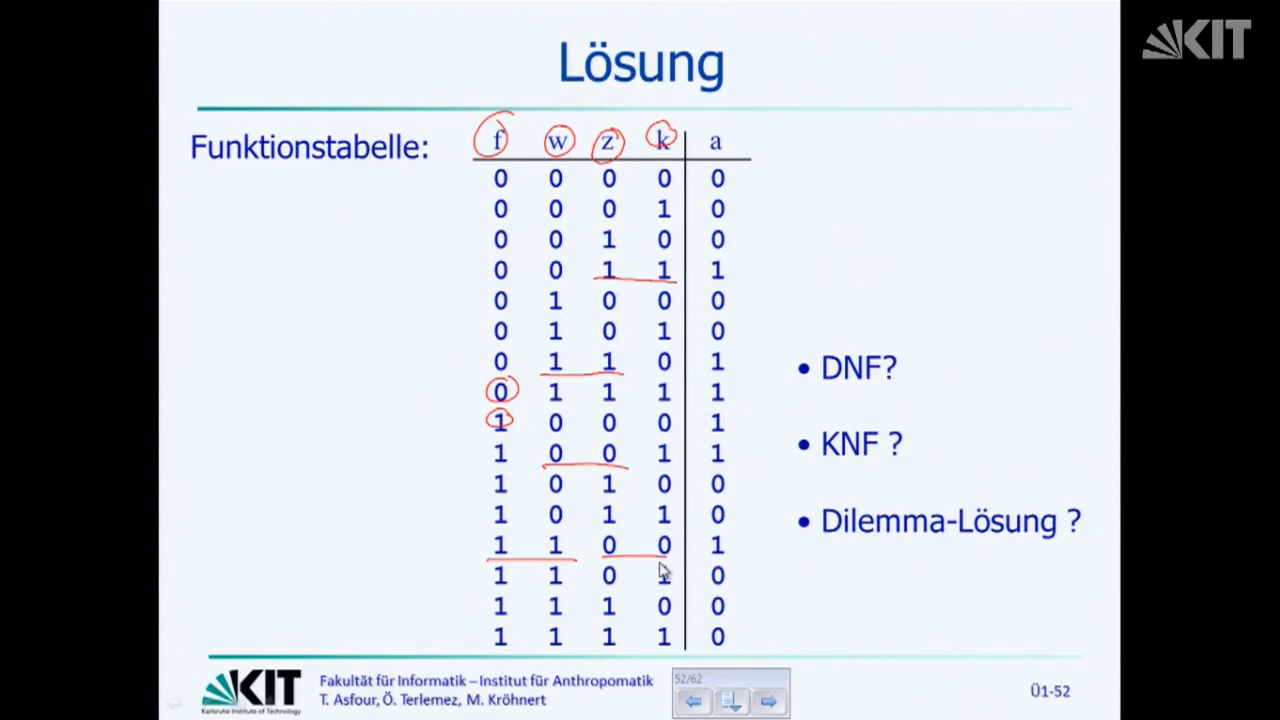 KIT
Lösung
Funktionstabelle:
f w z k a
0 0 0 0 0
0 0 0 1 0
0 0 1 0 0
0 0 1 1 1
0 1 0 0 0
0 1 0 1 0
0 1 1 0 1
0 1 1 1 1
1 0 0 0 1
1 0 0 1 1
1 0 1 0 0
1 0 1 1 0
1 1 0 0 1
1 1 0 1 0
1 1 1 0 0
1 1 1 1 0
• DNF?
• KNF ?
• Dilemma-Lösung ?
KIT
Karlsruhe Institute of Technology
Fakultät für Informatik – Institut für Anthropomatik
T. Asfour, Ö. Terlemez, M. Kröhnert
52/62
Ü1-52